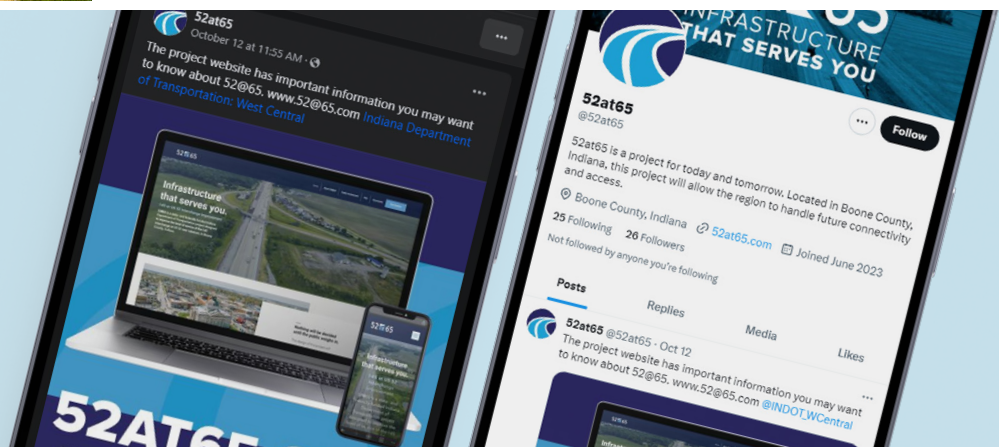 52at65
October 12 at 11:55 AM ·
The project website has important information you may want
to know about 52@65. www.52@65.com Indiana Department
of Transportation: West Central
52at65
Infrastructure
that serves you.
52at65
Infrastructure
that serves you.
52AT65
INFRASTRUCTURE
THAT SERVES YOU
52at65
@52at65
Follow
52at65 is a project for today and tomorrow. Located in Boone County,
Indiana, this project will allow the region to handle future connectivity
and access.
Boone County, Indiana 52at65.com Joined June 2023
25 Following 26 Followers
Not followed by anyone you're following
Posts Replies Media Likes
52at65 @52at65 · Oct 12
The project website has important information you may want
to know about 52@65. www.52@65.com @INDOT_WCentral
52at65
Infrastructure